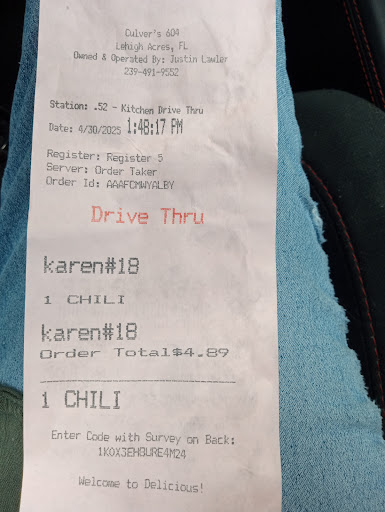 Culver's 604
Lehigh Acres, FL
Owned & Operated By: Justin Lawler
239-491-9552
Station: .52 - Kitchen Drive Thru
Date: 4/30/2025 1:48:17 PM
Register: Register 5
Server: Order Taker
Order Id: AAAFCMWYALBY
Drive Thru
karen#18
1 CHILI
karen#18
Order Total$4.89
1 CHILI
Enter Code with Survey on Back:
1KOX3EHBURE4M24
Welcome to Delicious!